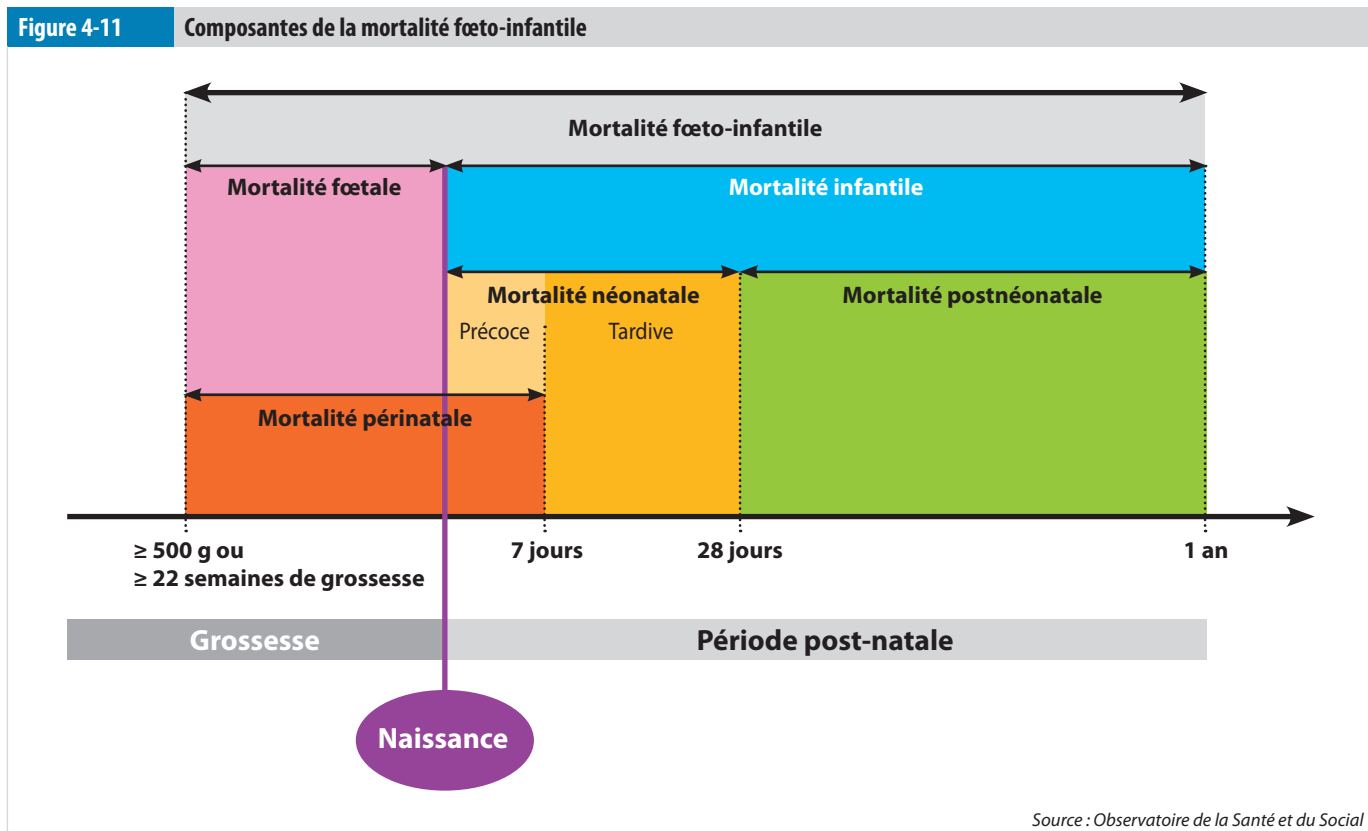 Figure 4-11 Composantes de la mortalité fœto-infantile
Mortalité fœto-infantile
Mortalité fœtale Mortalité infantile
Mortalité néonatale Mortalité postnéonatale
Précoce Tardive
Mortalité périnatale
≥ 500 g ou 7 jours 28 jours 1 an
≥ 22 semaines de grossesse
Grossesse Période post-natale
Naissance
Source : Observatoire de la Santé et du Social